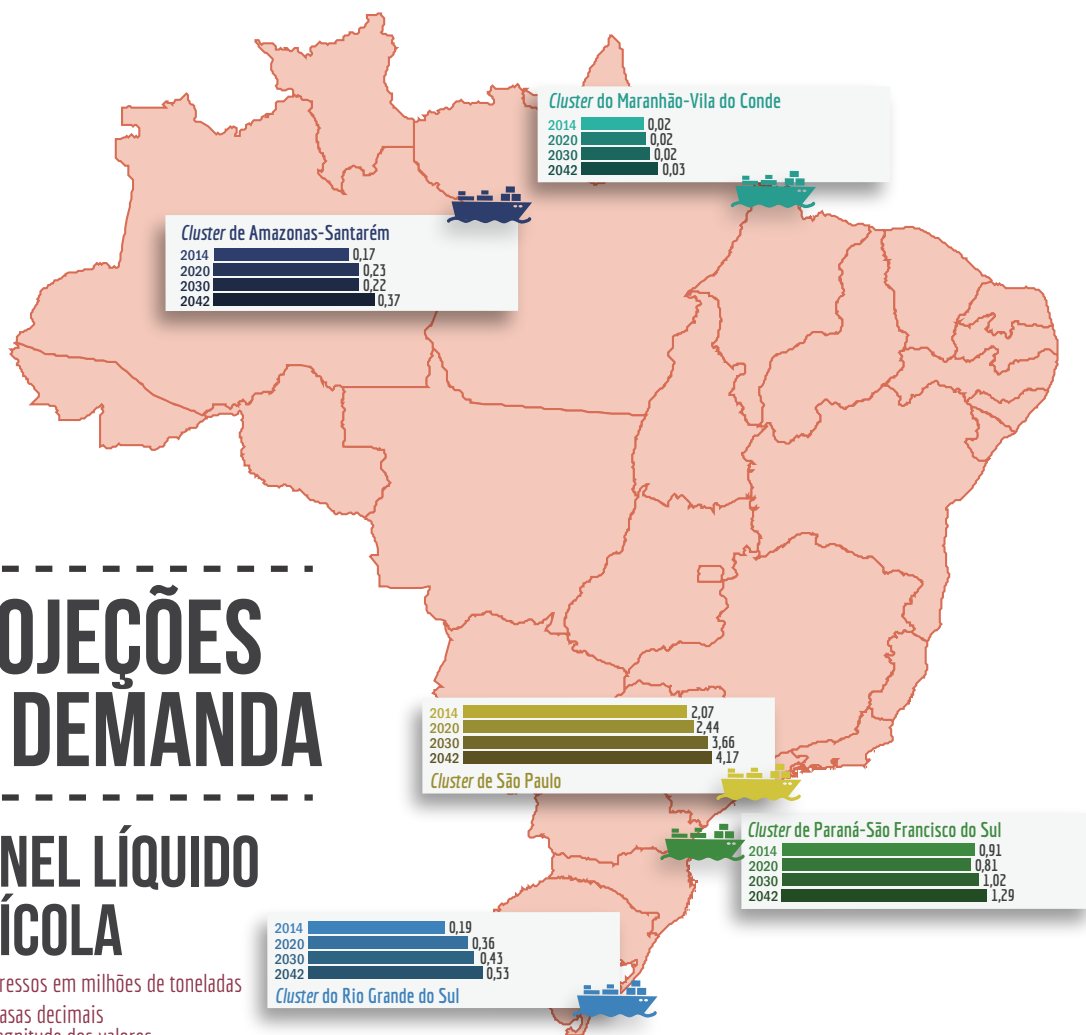 Cluster do Maranhão-Vila do Conde
2014 0,02
2020 0,02
2030 0,02
2042 0,03
Cluster de Amazonas-Santarém
2014 0,17
2020 0,23
2030 0,22
2042 0,37
OJEÇÕES
DEMANDA
NEL LÍQUIDO
ÍCOLA
ressos em milhões de toneladas
asas decimais
agnitude dos valores
2014 2,07
2020 2,44
2030 3,66
2042 4,17
Cluster de São Paulo
Cluster de Paraná-São Francisco do Sul
2014 0,91
2020 0,81
2030 1,02
2042 1,29
2014 0,19
2020 0,36
2030 0,43
2042 0,53
Cluster do Rio Grande do Sul